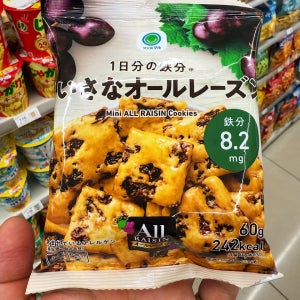 1日分の鉄分
いさなオールレーズン
Mini ALL RAISIN Cookies
鉄分
8.2
mg
All
RAISIN
60g
242kcal